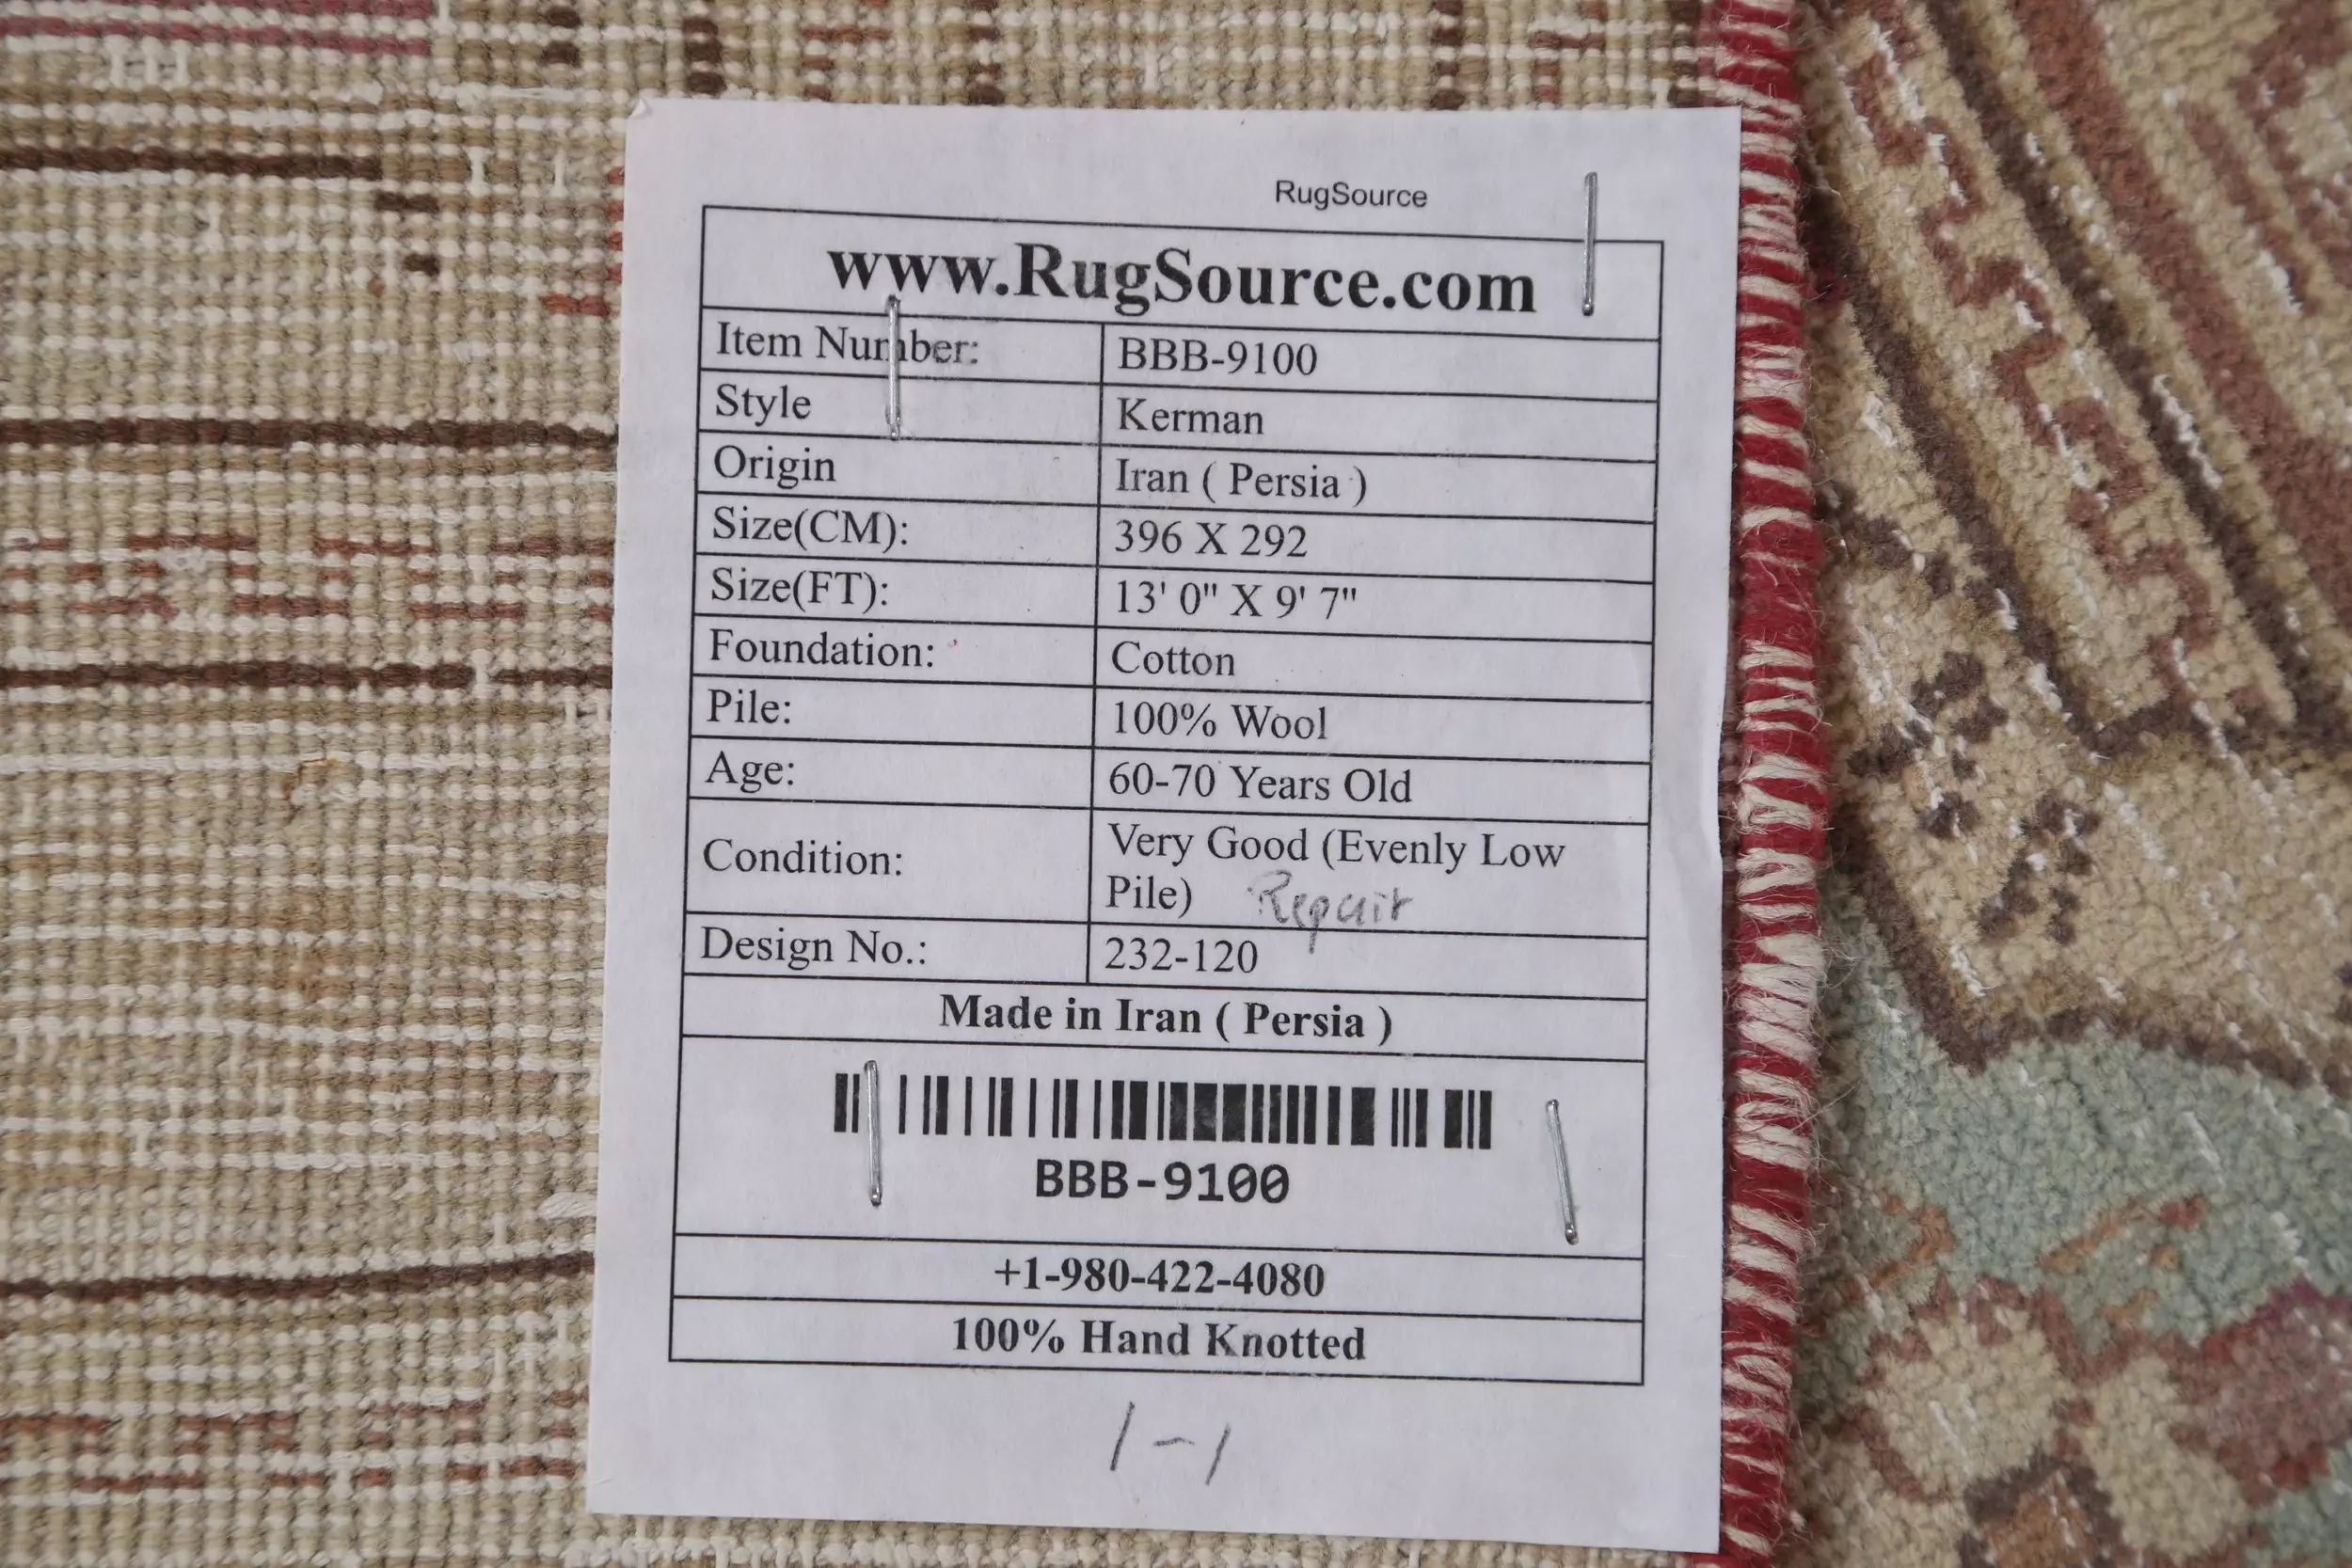 RugSource
www.RugSource.com
Item Number: BBB-9100
Style Kerman
Origin Iran ( Persia )
Size(CM): 396 X 292
Size(FT): 13' 0" X 9' 7"
Foundation: Cotton
Pile: 100% Wool
Age: 60-70 Years Old
Condition: Very Good (Evenly Low
Pile) Repair
Design No.: 232-120
Made in Iran ( Persia )
BBB-9100
+1-980-422-4080
100% Hand Knotted
1-1